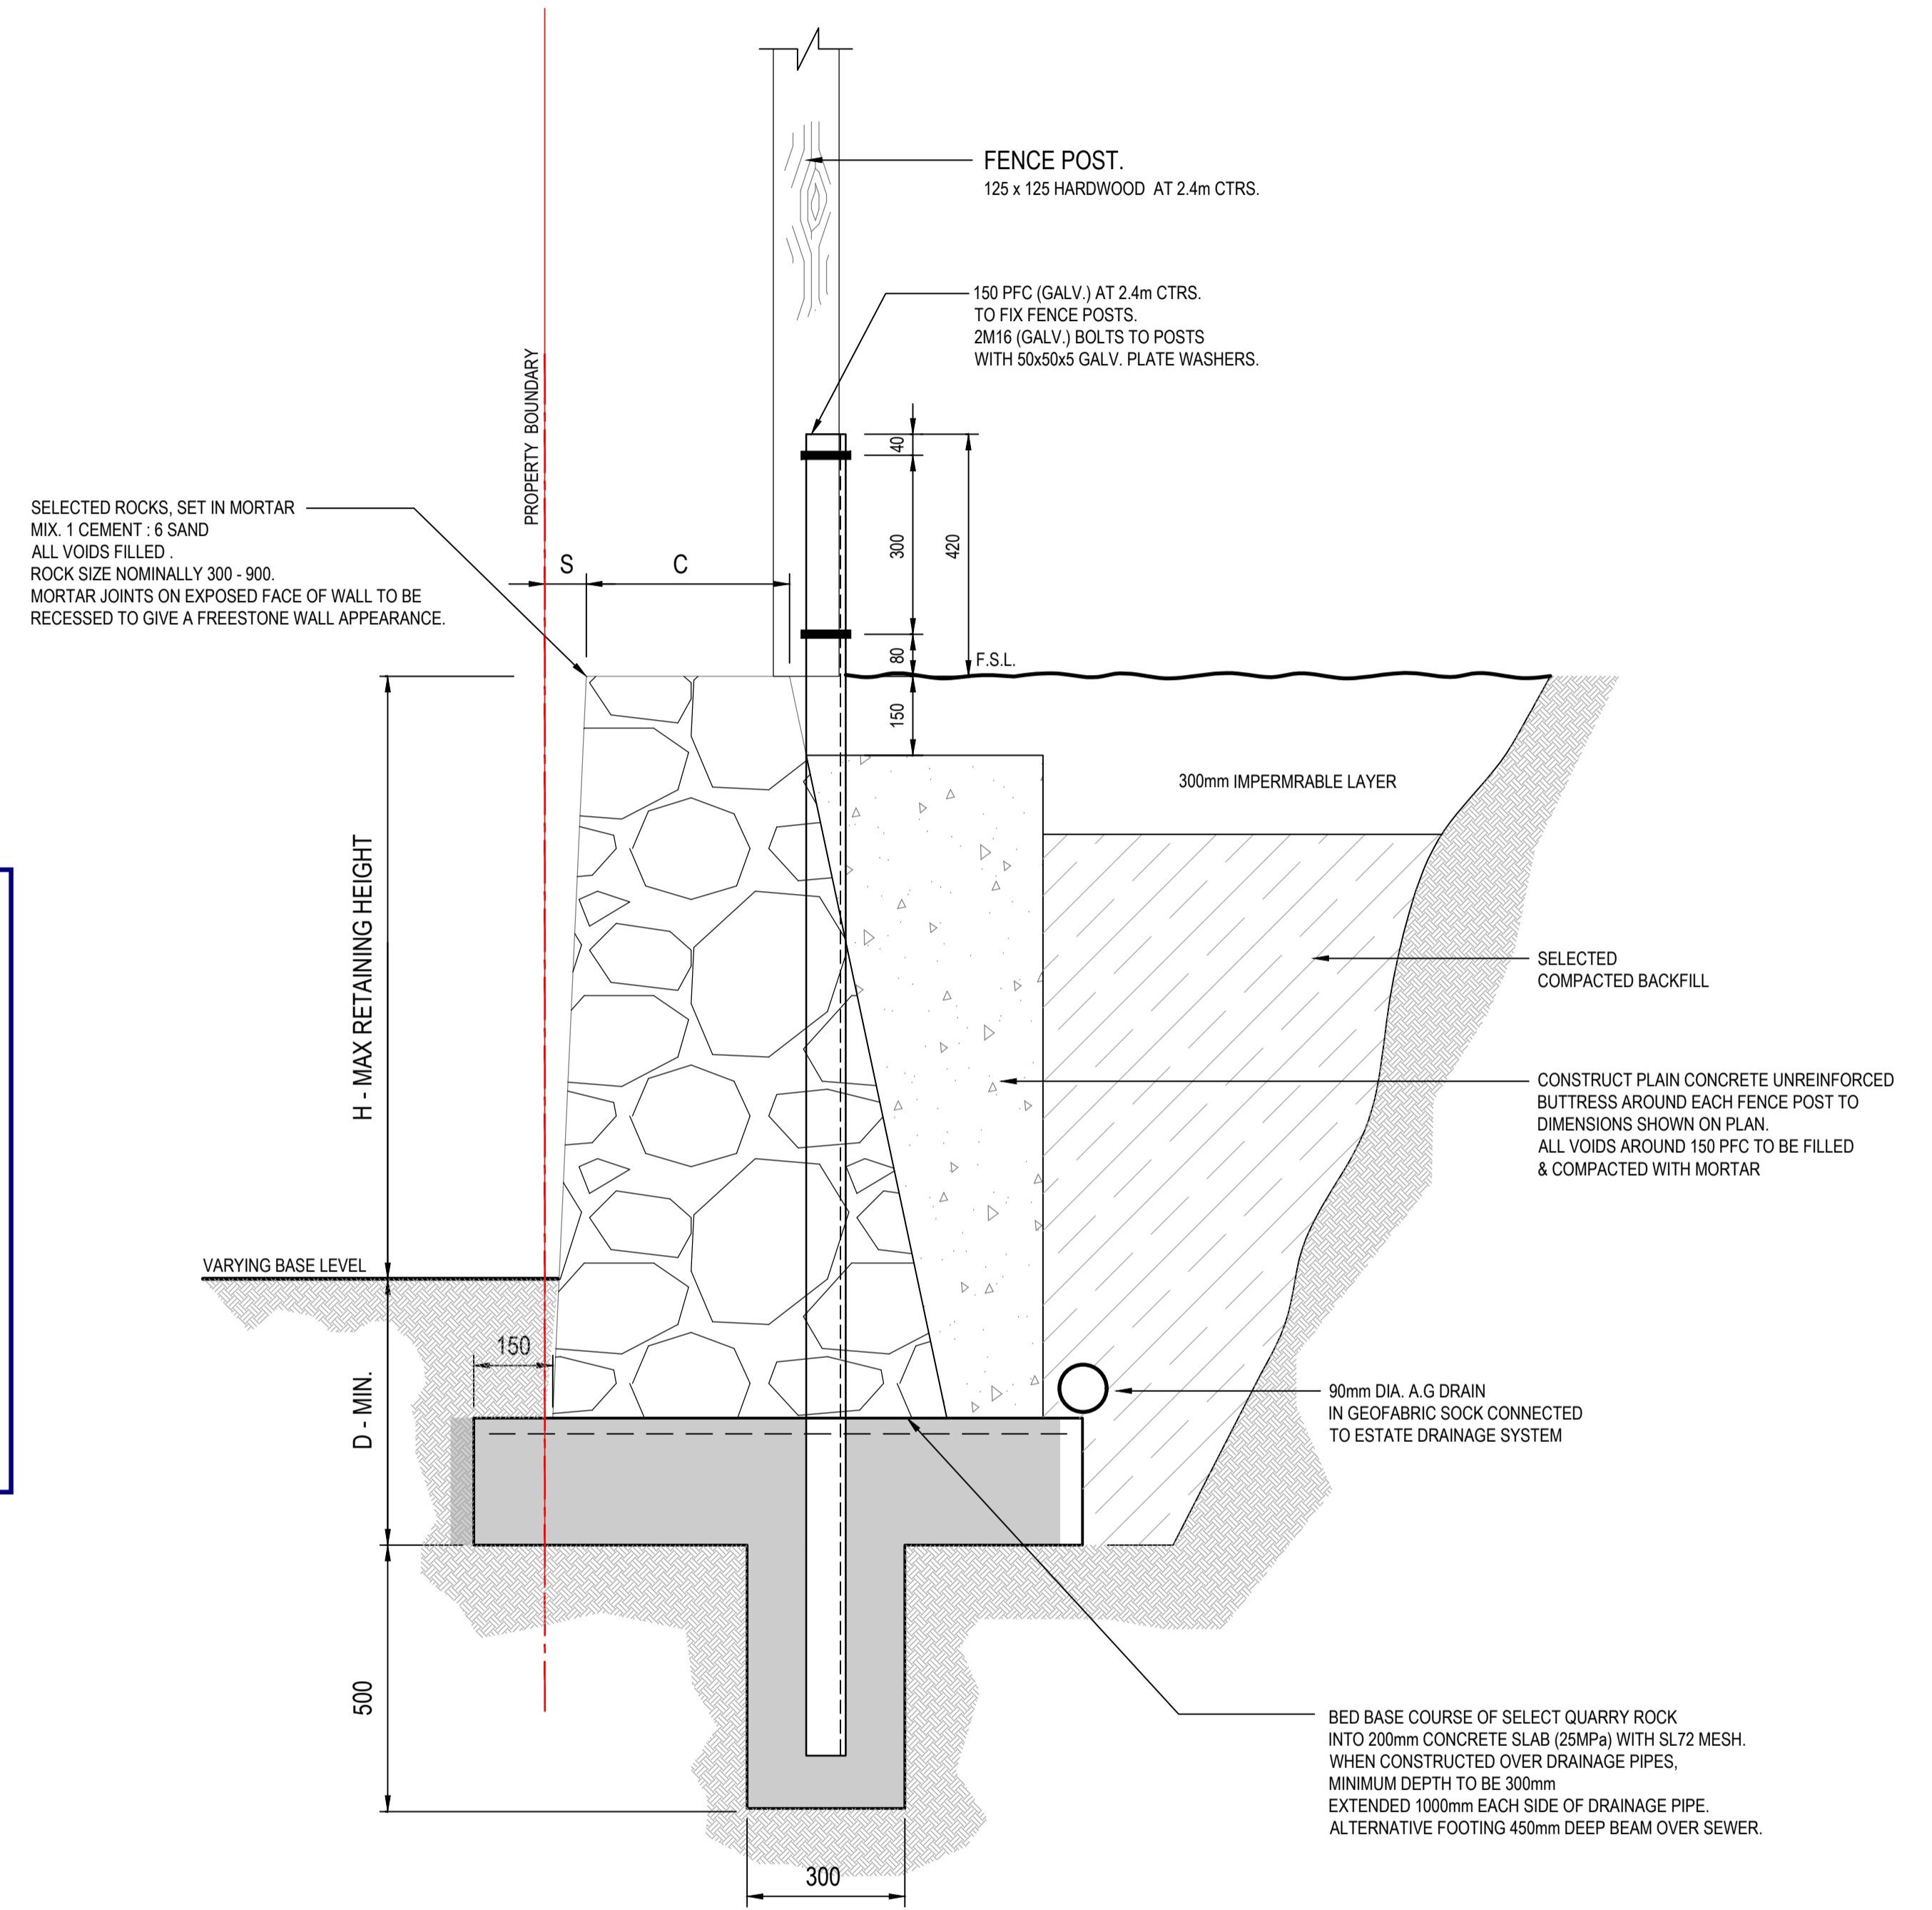 FENCE POST.
125 x 125 HARDWOOD AT 2.4m CTRS.
150 PFC (GALV.) AT 2.4m CTRS.
TO FIX FENCE POSTS.
2M16 (GALV.) BOLTS TO POSTS
WITH 50x50x5 GALV. PLATE WASHERS.
PROPERTY BOUNDARY
SELECTED ROCKS, SET IN MORTAR
MIX. 1 CEMENT : 6 SAND
ALL VOIDS FILLED .
ROCK SIZE NOMINALLY 300 - 900.
MORTAR JOINTS ON EXPOSED FACE OF WALL TO BE
RECESSED TO GIVE A FREESTONE WALL APPEARANCE.
S
C
40
300
420
80
F.S.L.
150
300mm IMPERMRABLE LAYER
H - MAX RETAINING HEIGHT
SELECTED
COMPACTED BACKFILL
CONSTRUCT PLAIN CONCRETE UNREINFORCED
BUTTRESS AROUND EACH FENCE POST TO
DIMENSIONS SHOWN ON PLAN.
ALL VOIDS AROUND 150 PFC TO BE FILLED
& COMPACTED WITH MORTAR
VARYING BASE LEVEL
150
D - MIN.
90mm DIA. A.G DRAIN
IN GEOFABRIC SOCK CONNECTED
TO ESTATE DRAINAGE SYSTEM
500
BED BASE COURSE OF SELECT QUARRY ROCK
INTO 200mm CONCRETE SLAB (25MPa) WITH SL72 MESH.
WHEN CONSTRUCTED OVER DRAINAGE PIPES,
MINIMUM DEPTH TO BE 300mm
EXTENDED 1000mm EACH SIDE OF DRAINAGE PIPE.
ALTERNATIVE FOOTING 450mm DEEP BEAM OVER SEWER.
300